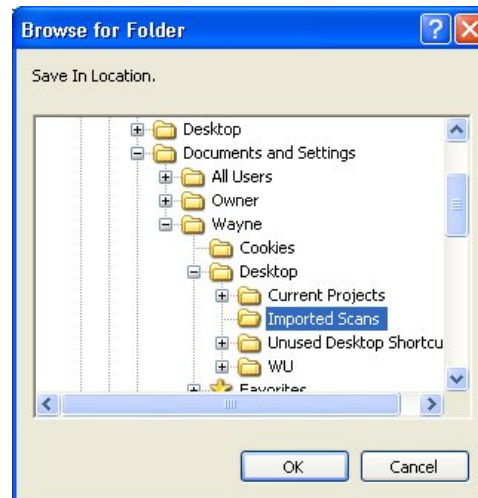 Browse for Folder
Save In Location.
Desktop
Documents and Settings
All Users
Owner
Wayne
Cookies
Desktop
Current Projects
Imported Scans
Unused Desktop Shortcu
WU
Favorites
OK Cancel